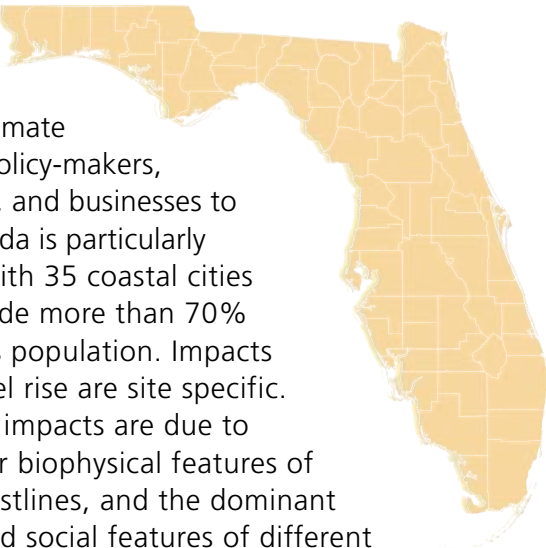 mate
olicy-makers,
and businesses to
da is particularly
ith 35 coastal cities
de more than 70%
population. Impacts
el rise are site specific.
impacts are due to
r biophysical features of
stlines, and the dominant
d social features of different